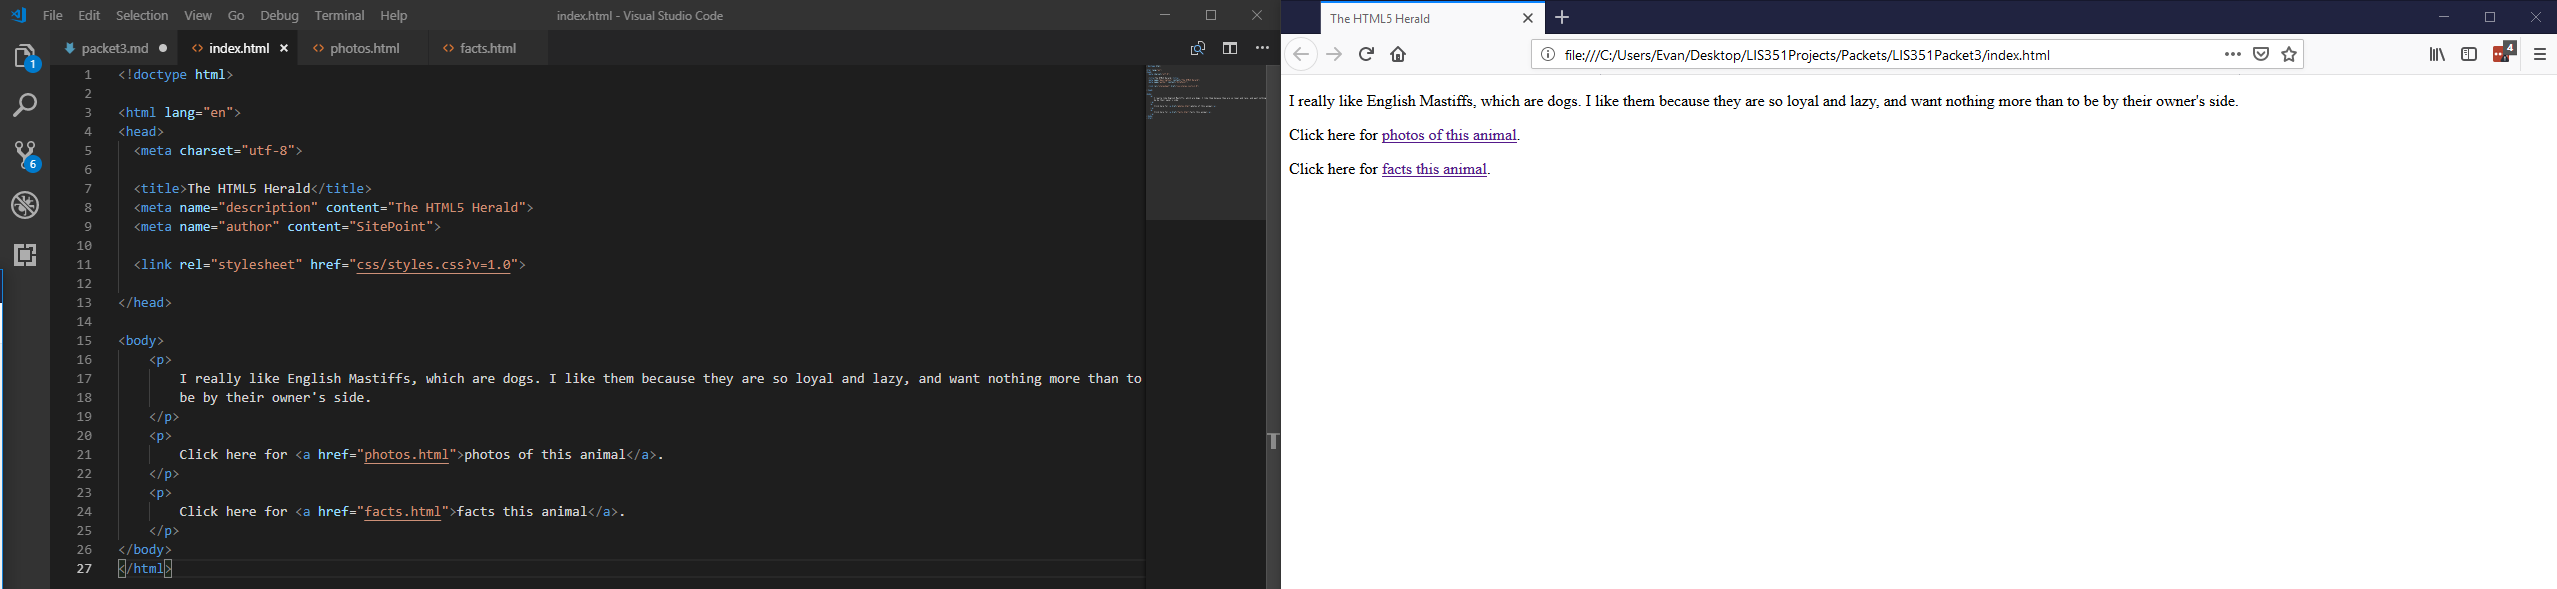 File Edit Selection View Go Debug Terminal Help
index.html - Visual Studio Code
packet3.md
index.html
photos.html
facts.html
1
6
1 <!doctype html>
2
3 <html lang="en">
4 <head>
5 <meta charset="utf-8">
6
7 <title>The HTML5 Herald</title>
8 <meta name="description" content="The HTML5 Herald">
9 <meta name="author" content="SitePoint">
10
11 <link rel="stylesheet" href="css/styles.css?v=1.0">
12
13 </head>
14
15 <body>
16 <p>
17 I really like English Mastiffs, which are dogs. I like them because they are so loyal and lazy, and want nothing more than to
18 be by their owner's side.
19 </p>
20 <p>
21 Click here for <a href="photos.html">photos of this animal</a>.
22 </p>
23 <p>
24 Click here for <a href="facts.html">facts this animal</a>.
25 </p>
26 </body>
27 </html>
The HTML5 Herald
file:///C:/Users/Evan/Desktop/LIS351Projects/Packets/LIS351Packet3/index.html
4
I really like English Mastiffs, which are dogs. I like them because they are so loyal and lazy, and want nothing more than to be by their owner's side.
Click here for photos of this animal.
Click here for facts this animal.